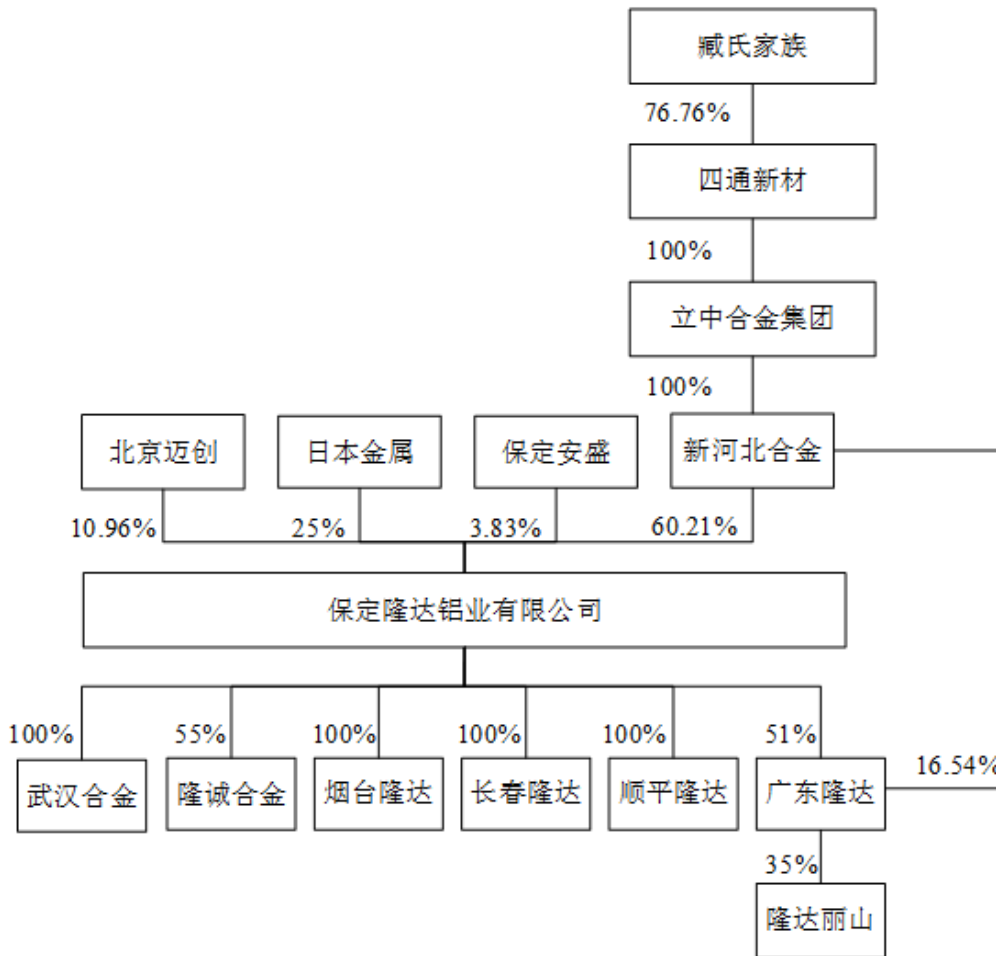 臧氏家族
76.76%
四通新材
100%
立中合金集团
100%
北京迈创
日本金属
保定安盛
新河北合金
10.96%
25%
3.83%
60.21%
保定隆达铝业有限公司
100%
55%
100%
100%
100%
51%
16.54%
武汉合金
隆诚合金
烟台隆达
长春隆达
顺平隆达
广东隆达
35%
隆达丽山